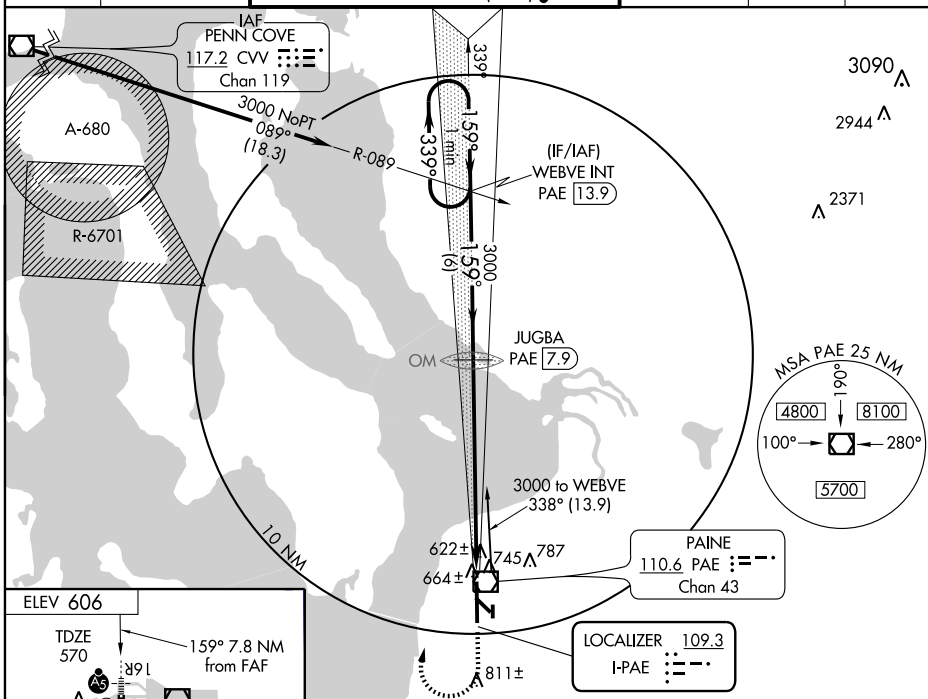 IAF
PENN COVE
117.2 CVV
Chan 119
3000 NoPT
089°
(18.3)
R-089
A-680
R-6701
339°
159°
1 min
339°
(IF/IAF)
WEBVE INT
PAE 13.9
3090
2944
2371
3000
159°
(6)
OM
JUGBA
PAE 7.9
MSA PAE 25 NM
190°
4800
8100
100°
280°
5700
3000 to WEBVE
338° (13.9)
10 NM
622±
745
787
664±
PAINE
110.6 PAE
Chan 43
LOCALIZER 109.3
I-PAE
811±
ELEV 606
TDZE
570
159° 7.8 NM
from FAF
16R
A5